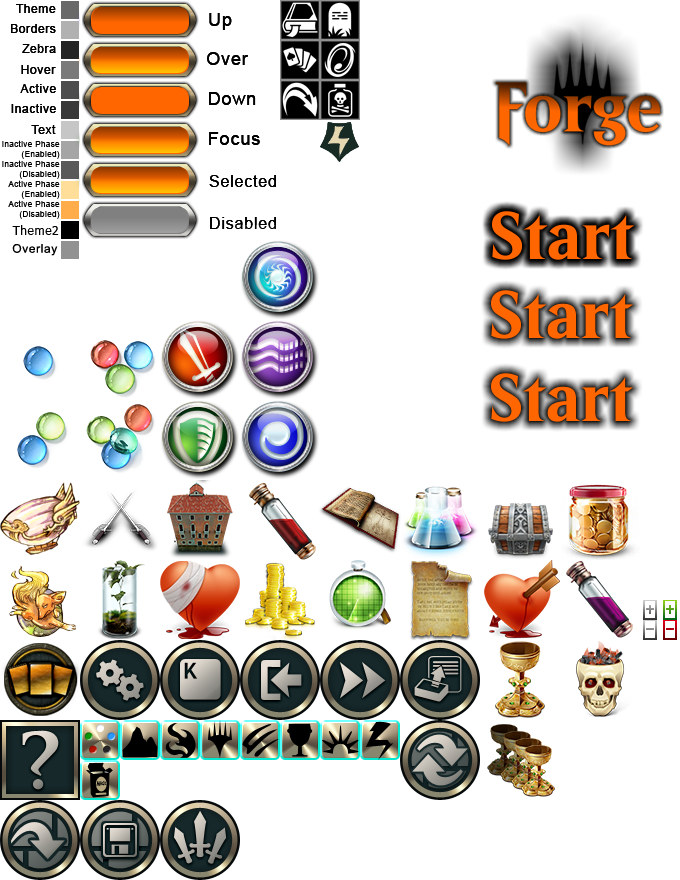 Theme
Borders
Zebra
Hover
Active
Inactive
Text
Inactive Phase
(Enabled)
Inactive Phase
(Disabled)
Active Phase
(Enabled)
Active Phase
(Disabled)
Theme2
Overlay
Up
Over
Down
Focus
Selected
Disabled
Forge
Start
Start
Start
K
?